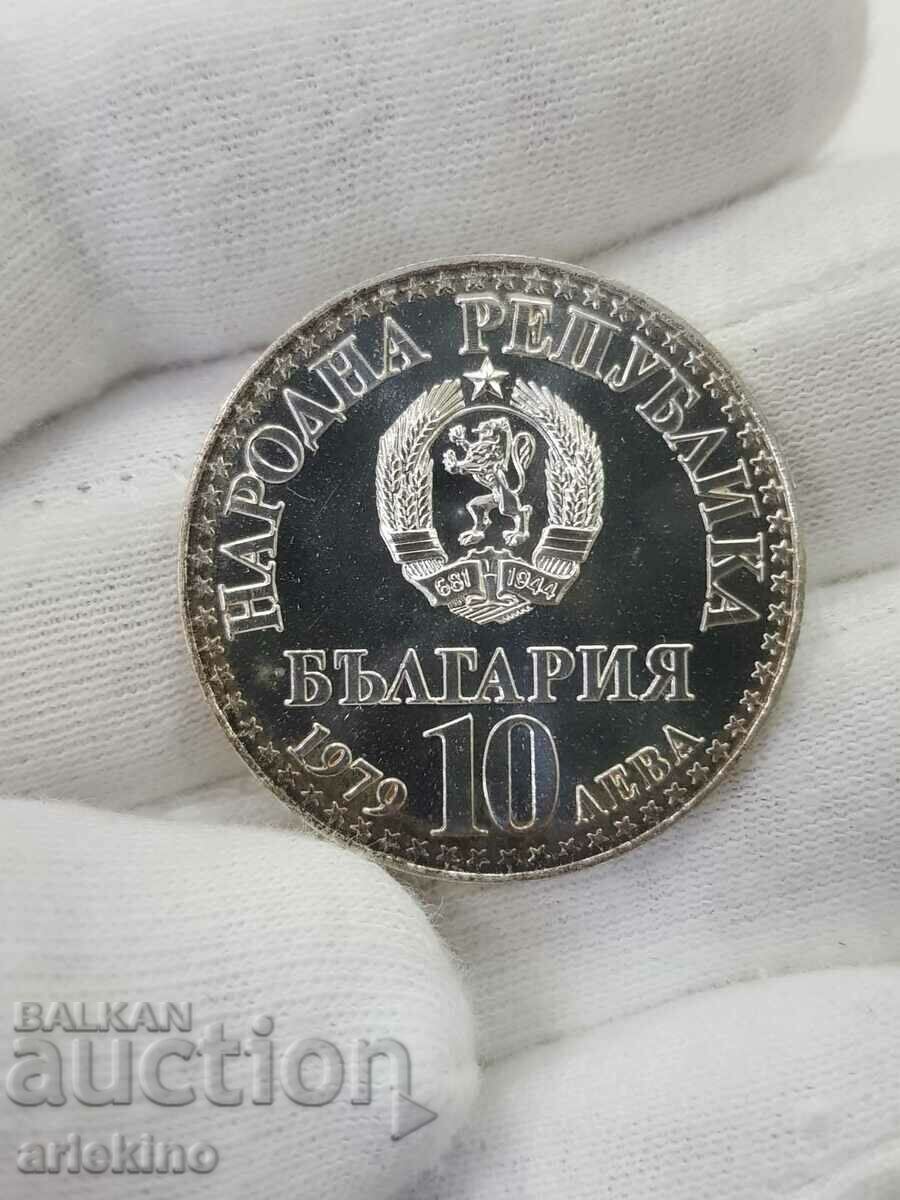 НАРОДНА РЕПУБЛИКА
681 1944
БЪЛГАРИЯ
1979 10 ЛЕВА
BALKAN
auction
arlekino